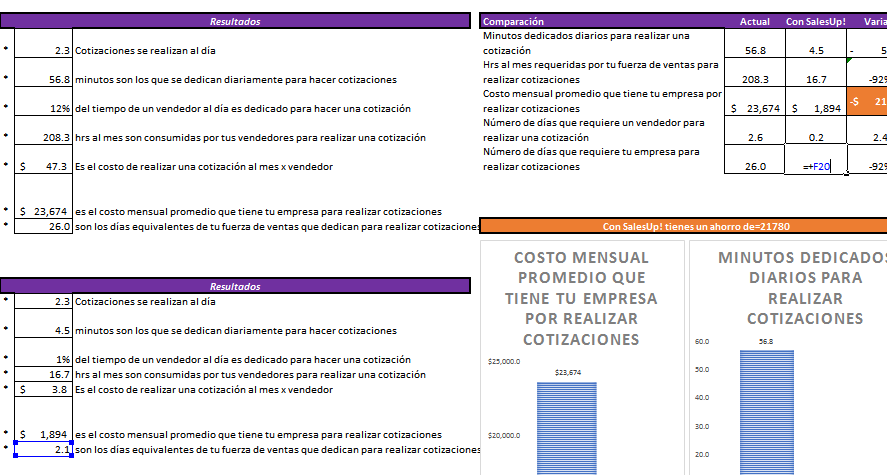 Resultados
* 2.3 Cotizaciones se realizan al día
* 56.8 minutos son los que se dedican diariamente para hacer cotizaciones
* 12% del tiempo de un vendedor al día es dedicado para hacer una cotización
* 208.3 hrs al mes son consumidas por tus vendedores para realizar una cotización
* $ 47.3 Es el costo de realizar una cotización al mes x vendedor
* $ 23,674 es el costo mensual promedio que tiene tu empresa para realizar cotizaciones
* 26.0 son los días equivalentes de tu fuerza de ventas que dedican para realizar cotizaciones
Resultados
* 2.3 Cotizaciones se realizan al día
* 4.5 minutos son los que se dedican diariamente para hacer cotizaciones
* 1% del tiempo de un vendedor al día es dedicado para hacer una cotización
* 16.7 hrs al mes son consumidas por tus vendedores para realizar una cotización
* $ 3.8 Es el costo de realizar una cotización al mes x vendedor
* $ 1,894 es el costo mensual promedio que tiene tu empresa para realizar cotizaciones
* 2.1 son los días equivalentes de tu fuerza de ventas que dedican para realizar cotizaciones
Comparación Actual Con SalesUp! Varia
Minutos dedicados diarios para realizar una
cotización 56.8 4.5 - 5
Hrs al mes requeridas por tu fuerza de ventas para
realizar cotizaciones 208.3 16.7 -92%
Costo mensual promedio que tiene tu empresa por
realizar cotizaciones $ 23,674 $ 1,894 -$ 21
Número de días que requiere un vendedor para
realizar una cotización 2.6 0.2 2.4
Número de días que requiere tu empresa para
realizar cotizaciones 26.0 =+F20 -92%
Con SalesUp! tienes un ahorro de=21780
COSTO MENSUAL
PROMEDIO QUE
TIENE TU EMPRESA
POR REALIZAR
COTIZACIONES
$25,000.0
$23,674
$20,000.0
MINUTOS DEDICADOS
DIARIOS PARA
REALIZAR
COTIZACIONES
60.0
56.8
50.0
40.0
30.0
20.0